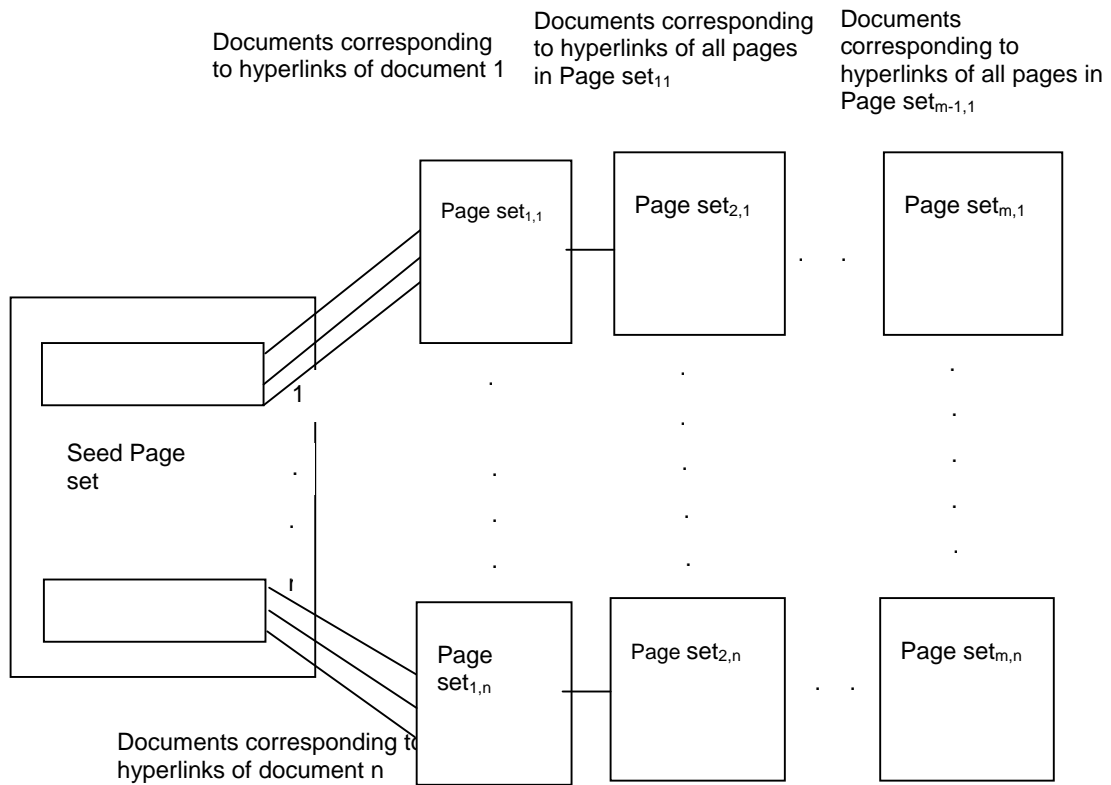 Documents corresponding
to hyperlinks of document 1
Documents corresponding
to hyperlinks of all pages
in Page set11
Documents
corresponding to
hyperlinks of all pages in
Page setm-1,1
Page set1,1
Page set2,1
Page setm,1
1
Seed Page
set
Page
set1,n
Page set2,n
Page setm,n
Documents corresponding
hyperlinks of document n